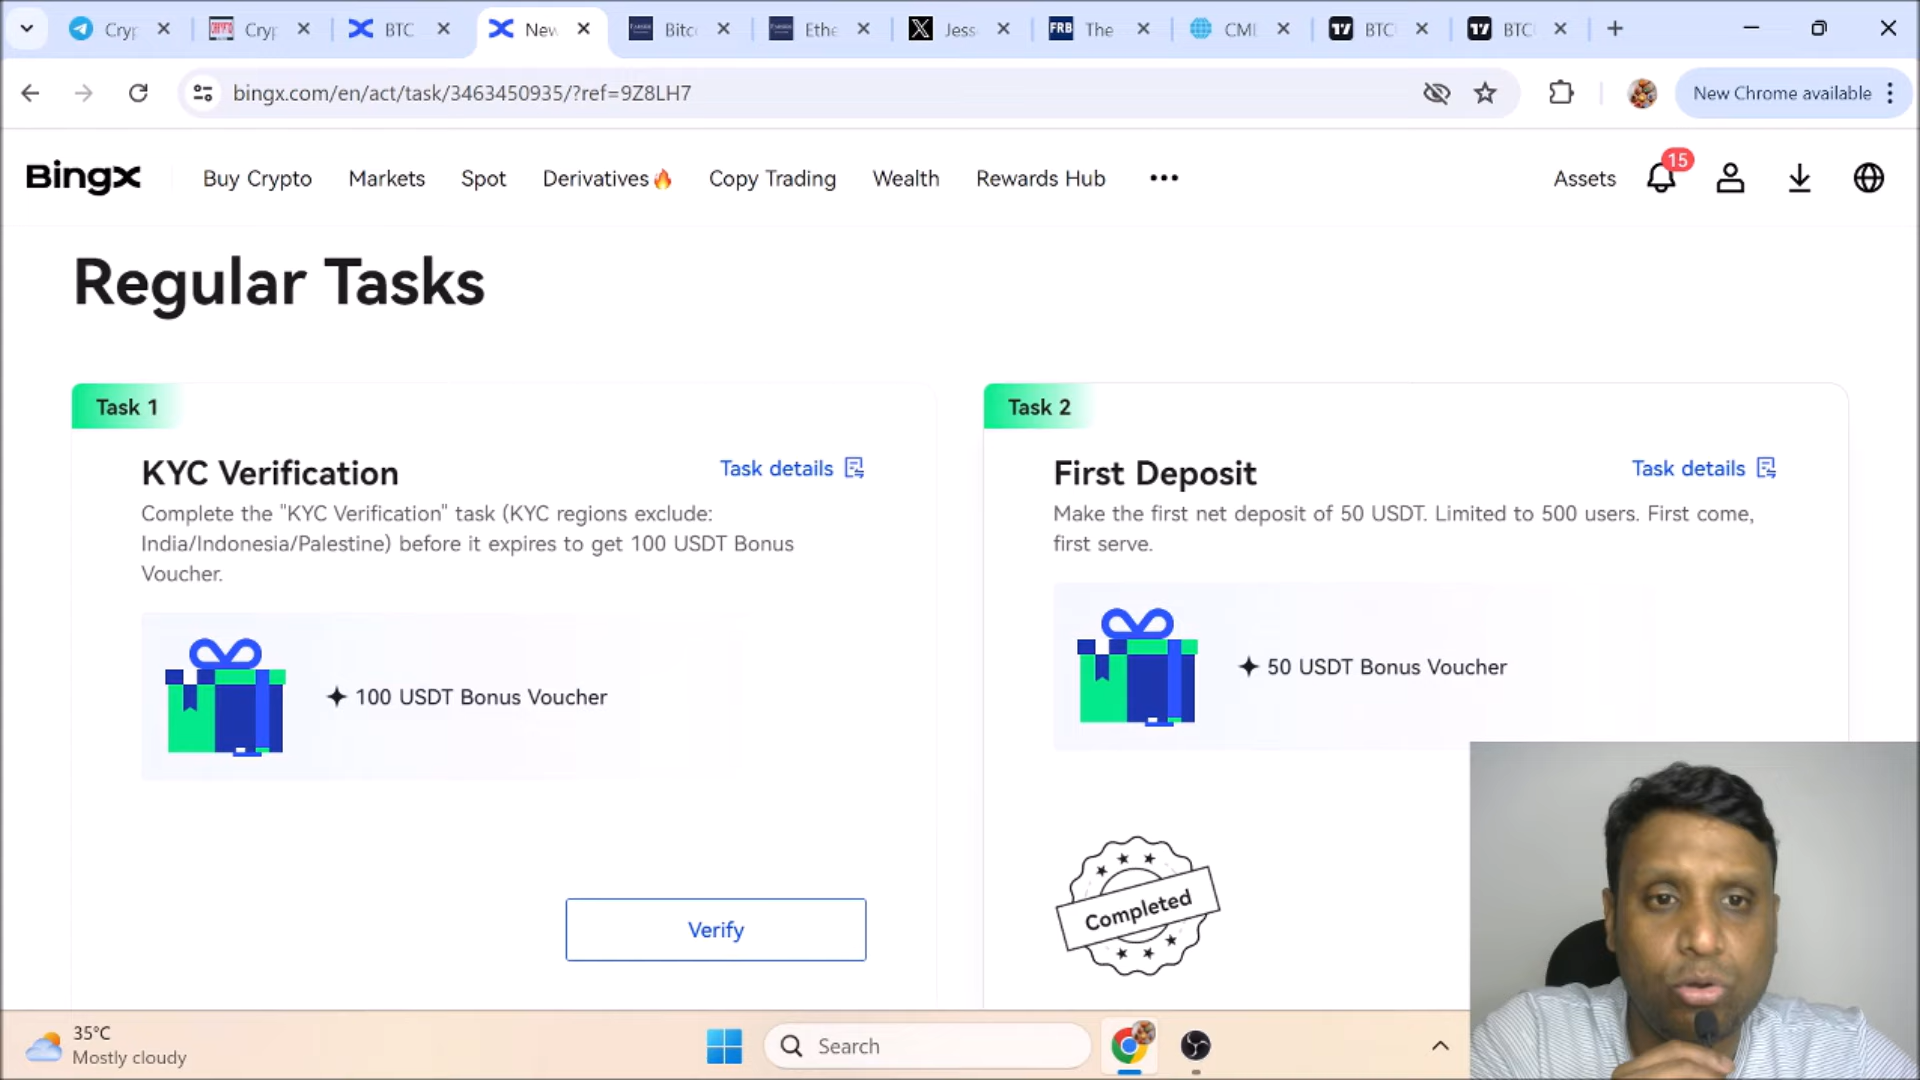 Cryp
Cryp
BTC
New
Bitc
Ethe
Jess
FRB
The
CME
BTC
BTC
bingx.com/en/act/task/3463450935/?ref=9Z8LH7
New Chrome available
BingX
Buy Crypto
Markets
Spot
Derivatives
Copy Trading
Wealth
Rewards Hub
Assets
15
Regular Tasks
Task 1
KYC Verification
Task details
Complete the "KYC Verification" task (KYC regions exclude:
India/Indonesia/Palestine) before it expires to get 100 USDT Bonus
Voucher.
100 USDT Bonus Voucher
Verify
Task 2
First Deposit
Task details
Make the first net deposit of 50 USDT. Limited to 500 users. First come,
first serve.
50 USDT Bonus Voucher
Completed
35°C
Mostly cloudy
Search